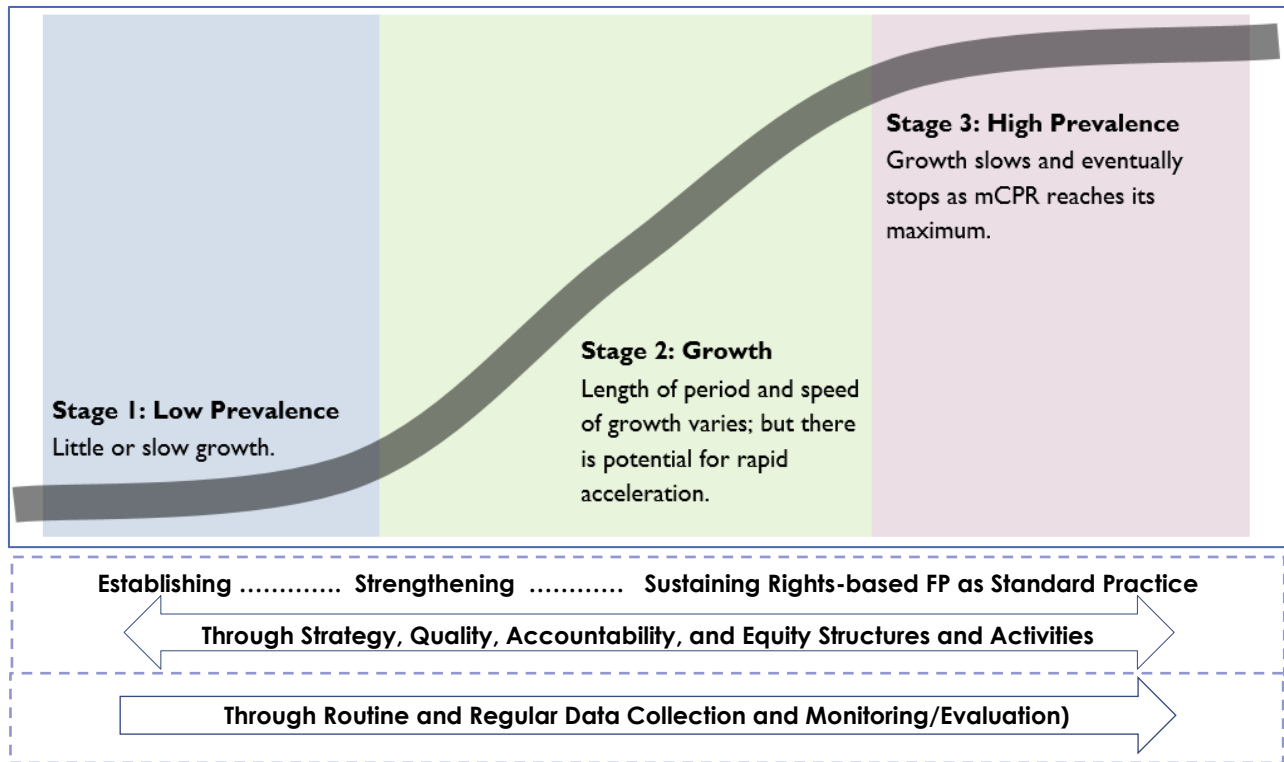 Stage 1: Low Prevalence
Little or slow growth.
Stage 2: Growth
Length of period and speed
of growth varies; but there
is potential for rapid
acceleration.
Stage 3: High Prevalence
Growth slows and eventually
stops as mCPR reaches its
maximum.
Establishing …………. Strengthening ………… Sustaining Rights-based FP as Standard Practice
Through Strategy, Quality, Accountability, and Equity Structures and Activities
Through Routine and Regular Data Collection and Monitoring/Evaluation)